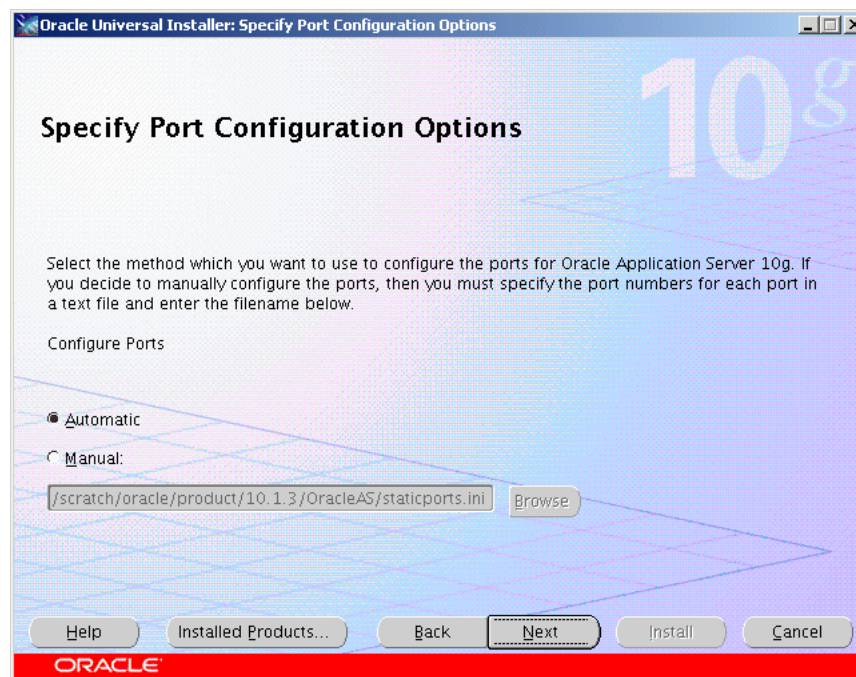 Oracle Universal Installer: Specify Port Configuration Options
10g
Specify Port Configuration Options
Select the method which you want to use to configure the ports for Oracle Application Server 10g. If
you decide to manually configure the ports, then you must specify the port numbers for each port in
a text file and enter the filename below.
Configure Ports
Automatic
Manual:
/scratch/oracle/product/10.1.3/OracleAS/staticports.ini Browse
Help Installed Products... Back Next Install Cancel
ORACLE